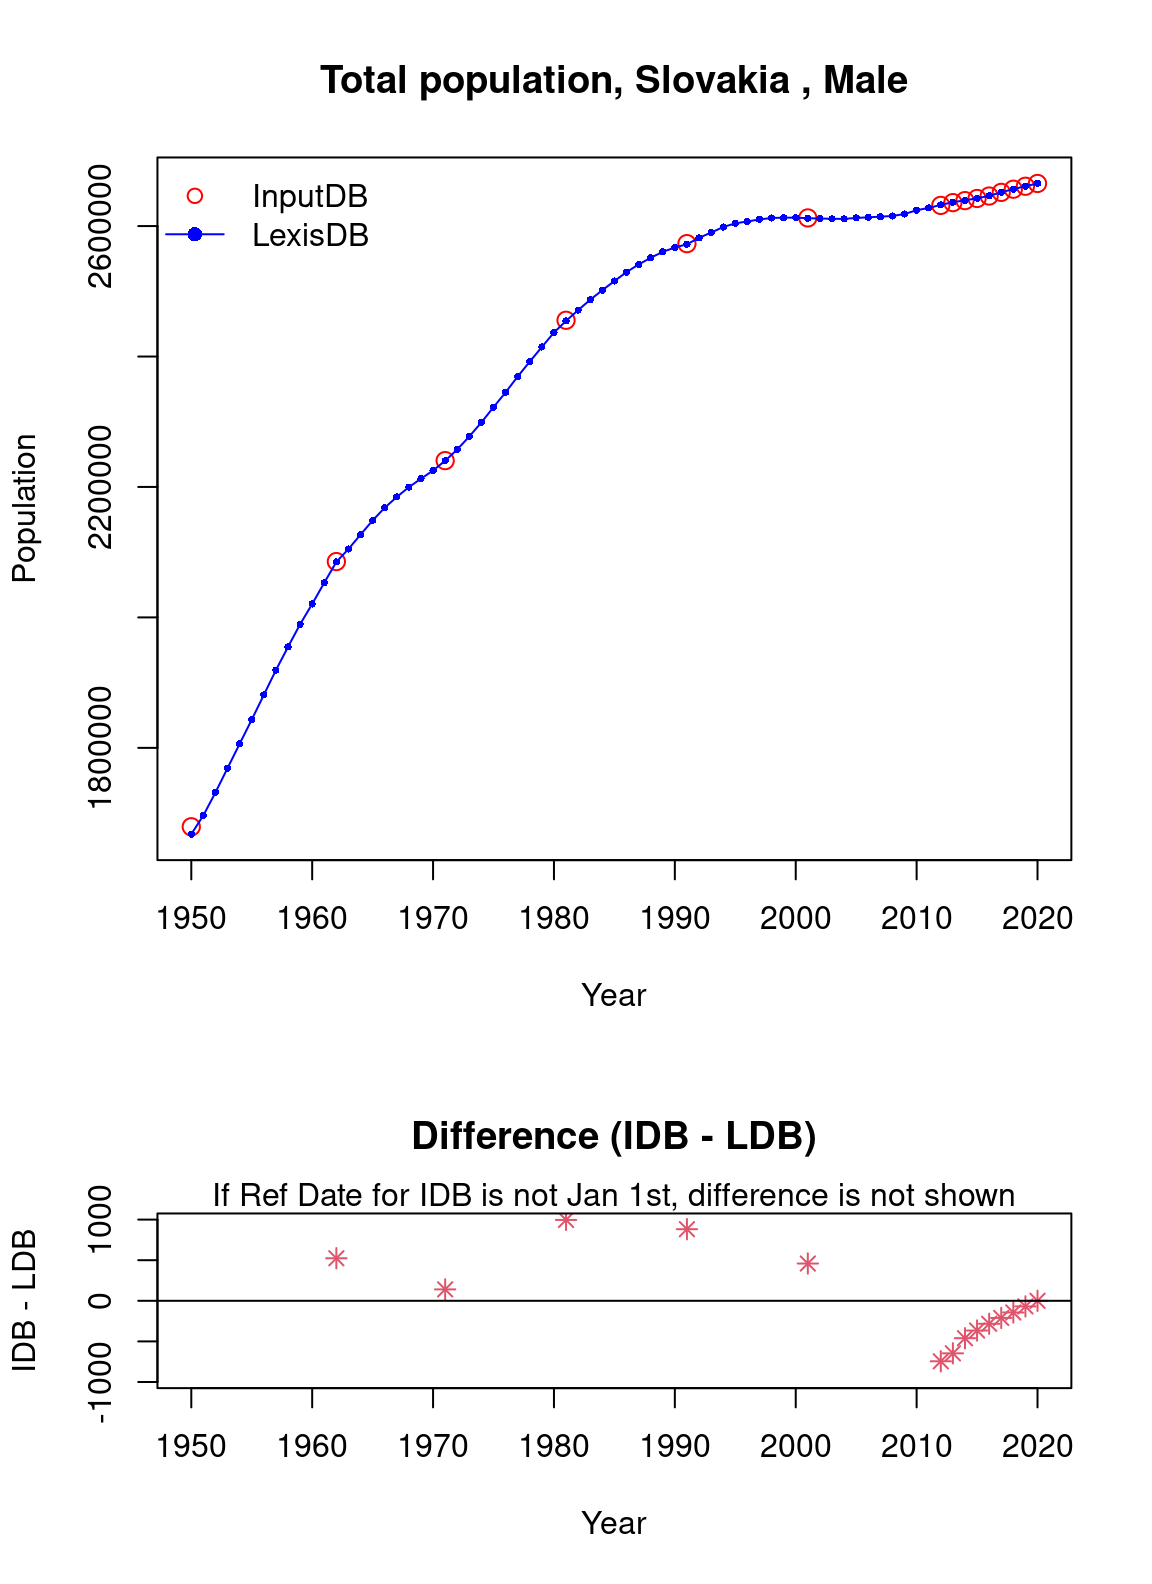 Total population, Slovakia , Male
InputDB
LexisDB
Population
2600000
2200000
1800000
1950 1960 1970 1980 1990 2000 2010 2020
Year
Difference (IDB - LDB)
If Ref Date for IDB is not Jan 1st, difference is not shown
IDB - LDB
1000
0
-1000
1950 1960 1970 1980 1990 2000 2010 2020
Year